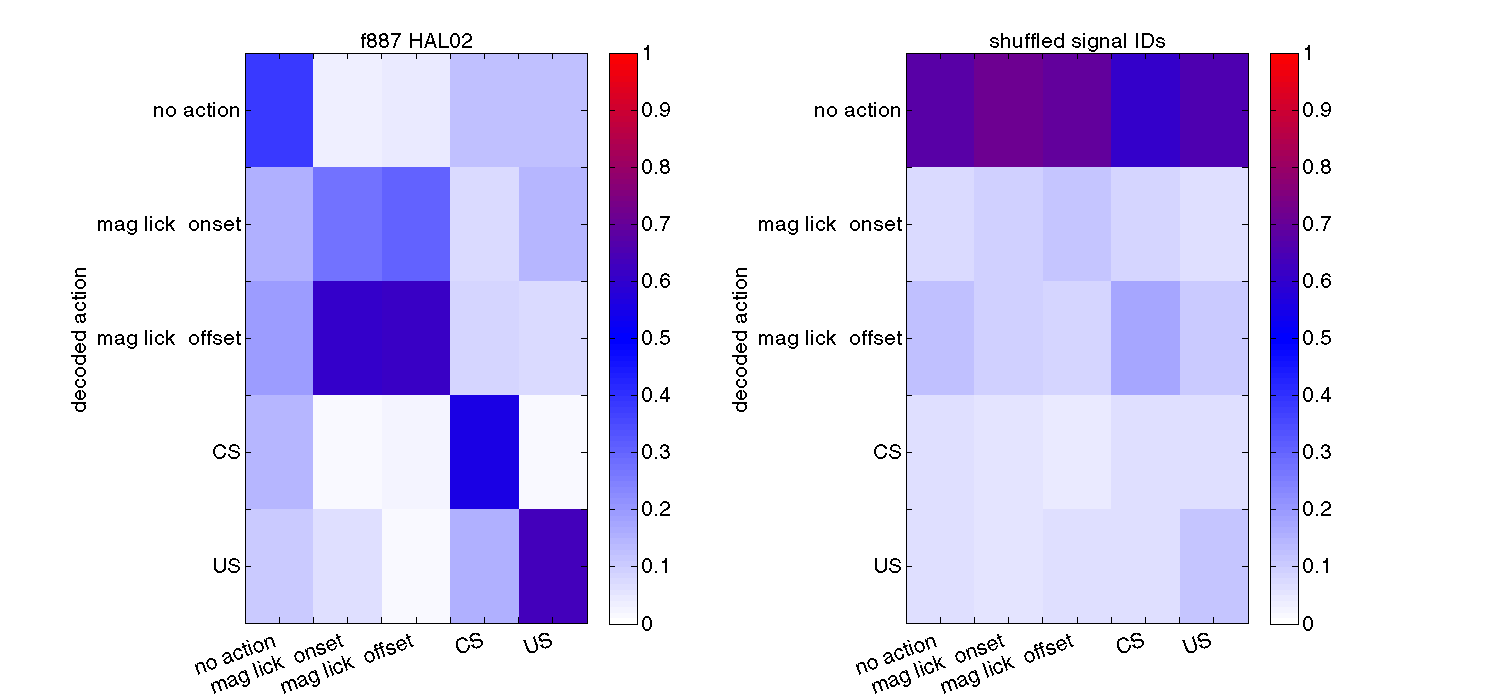 f887 HAL02
no action
mag lick  onset
mag lick  offset
CS
US
decoded action
no action
mag lick  onset
mag lick  offset
CS
US
1
0.9
0.8
0.7
0.6
0.5
0.4
0.3
0.2
0.1
0
shuffled signal IDs
no action
mag lick  onset
mag lick  offset
CS
US
decoded action
no action
mag lick  onset
mag lick  offset
CS
US
1
0.9
0.8
0.7
0.6
0.5
0.4
0.3
0.2
0.1
0